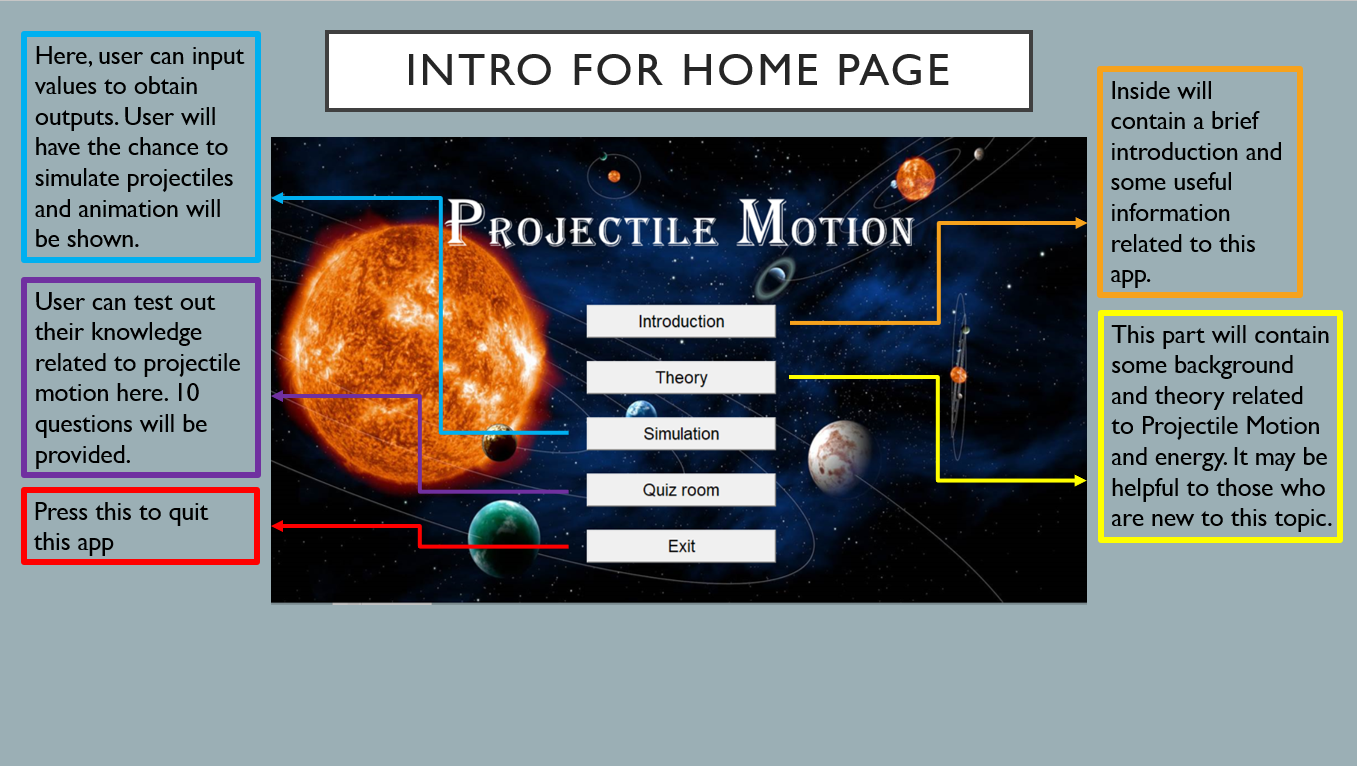 INTRO FOR HOME PAGE
Here, user can input
values to obtain
outputs. User will
have the chance to
simulate projectiles
and animation will
be shown.
User can test out
their knowledge
related to projectile
motion here. 10
questions will be
provided.
Press this to quit
this app
PROJECTILE MOTION
Introduction
Theory
Simulation
Quiz room
Exit
Inside will
contain a brief
introduction and
some useful
information
related to this
app.
This part will contain
some background
and theory related
to Projectile Motion
and energy. It may be
helpful to those who
are new to this topic.